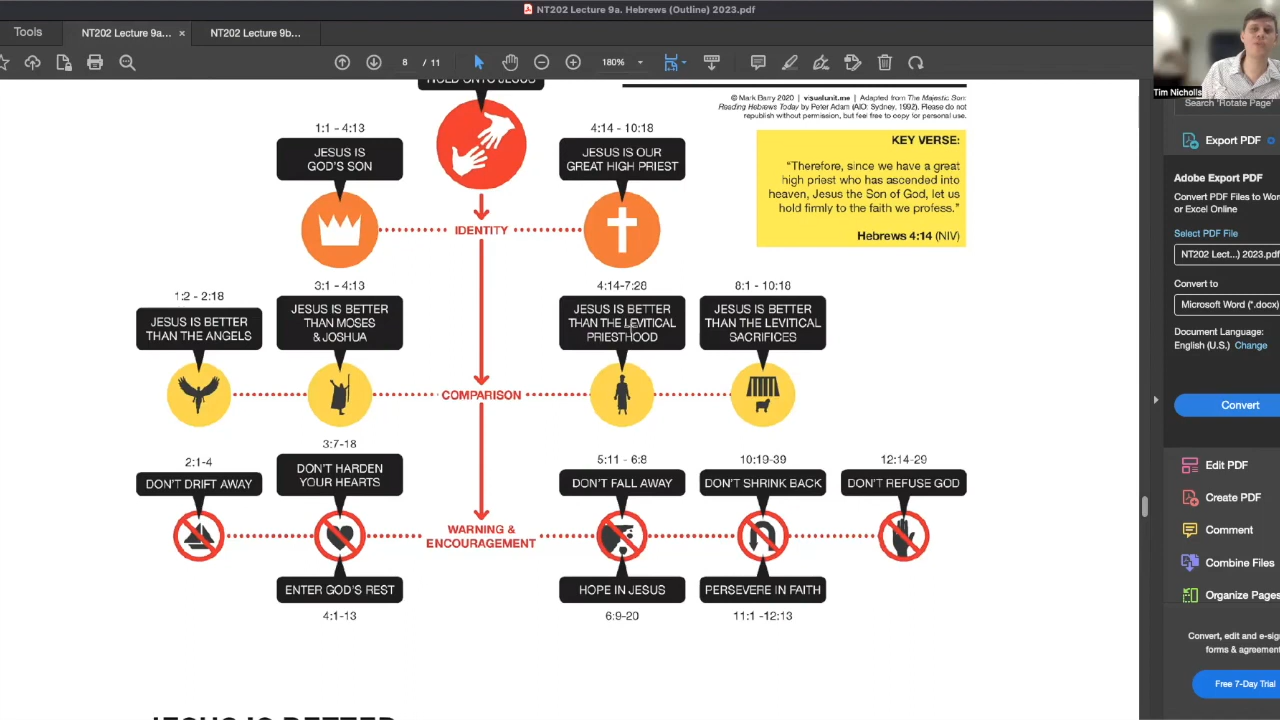 NT202 Lecture 9a. Hebrews (Outline) 2023.pdf
Tools
NT202 Lecture 9a... ×
NT202 Lecture 9b...
8 / 11
180%
Tim Nicholls
HOLD ONTO JESUS
© Mark Barry 2020 | visualunit.me | Adapted from The Majestic Son:
Reading Hebrews Today by Peter Adam (AIO: Sydney, 1992). Please do not
republish without permission, but feel free to copy for personal use.
1:1 - 4:13
JESUS IS
GOD'S SON
4:14 - 10:18
JESUS IS OUR
GREAT HIGH PRIEST
KEY VERSE:
"Therefore, since we have a great
high priest who has ascended into
heaven, Jesus the Son of God, let us
hold firmly to the faith we profess."
Hebrews 4:14 (NIV)
IDENTITY
1:2 - 2:18
JESUS IS BETTER
THAN THE ANGELS
3:1 - 4:13
JESUS IS BETTER
THAN MOSES
& JOSHUA
4:14-7:28
JESUS IS BETTER
THAN THE LEVITICAL
PRIESTHOOD
8:1 - 10:18
JESUS IS BETTER
THAN THE LEVITICAL
SACRIFICES
COMPARISON
2:1-4
DON'T DRIFT AWAY
3:7-18
DON'T HARDEN
YOUR HEARTS
5:11 - 6:8
DON'T FALL AWAY
10:19-39
DON'T SHRINK BACK
12:14-29
DON'T REFUSE GOD
WARNING &
ENCOURAGEMENT
ENTER GOD'S REST
4:1-13
HOPE IN JESUS
6:9-20
PERSEVERE IN FAITH
11:1 -12:13
JESUS IS BETTER
Search 'Rotate Page'
Export PDF
Adobe Export PDF
Convert PDF Files to Wor
or Excel Online
Select PDF File
NT202 Lect...) 2023.pdf
Convert to
Microsoft Word (*.docx)
Document Language:
English (U.S.) Change
Convert
Edit PDF
Create PDF
Comment
Combine Files
Organize Pages
Convert, edit and e-sign
forms & agreement
Free 7-Day Trial